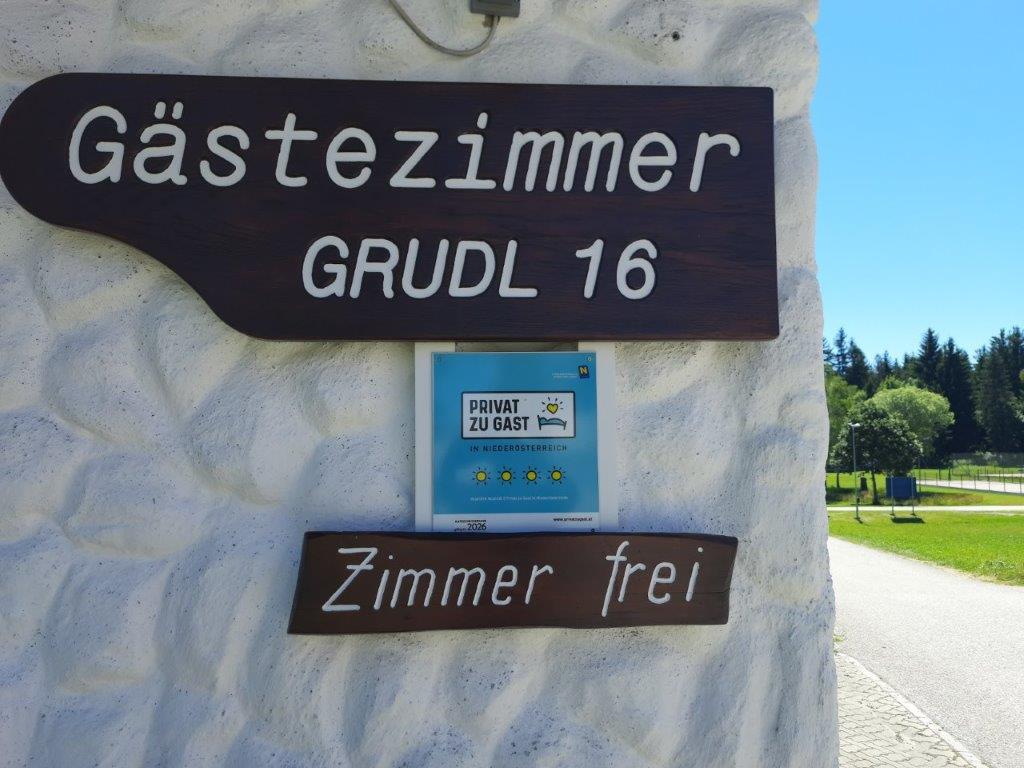 Gästezimmer
GRUDL 16
PRIVAT
ZU GAST
IN NIEDERÖSTERREICH
2026
www.privatzugast.at
Zimmer frei